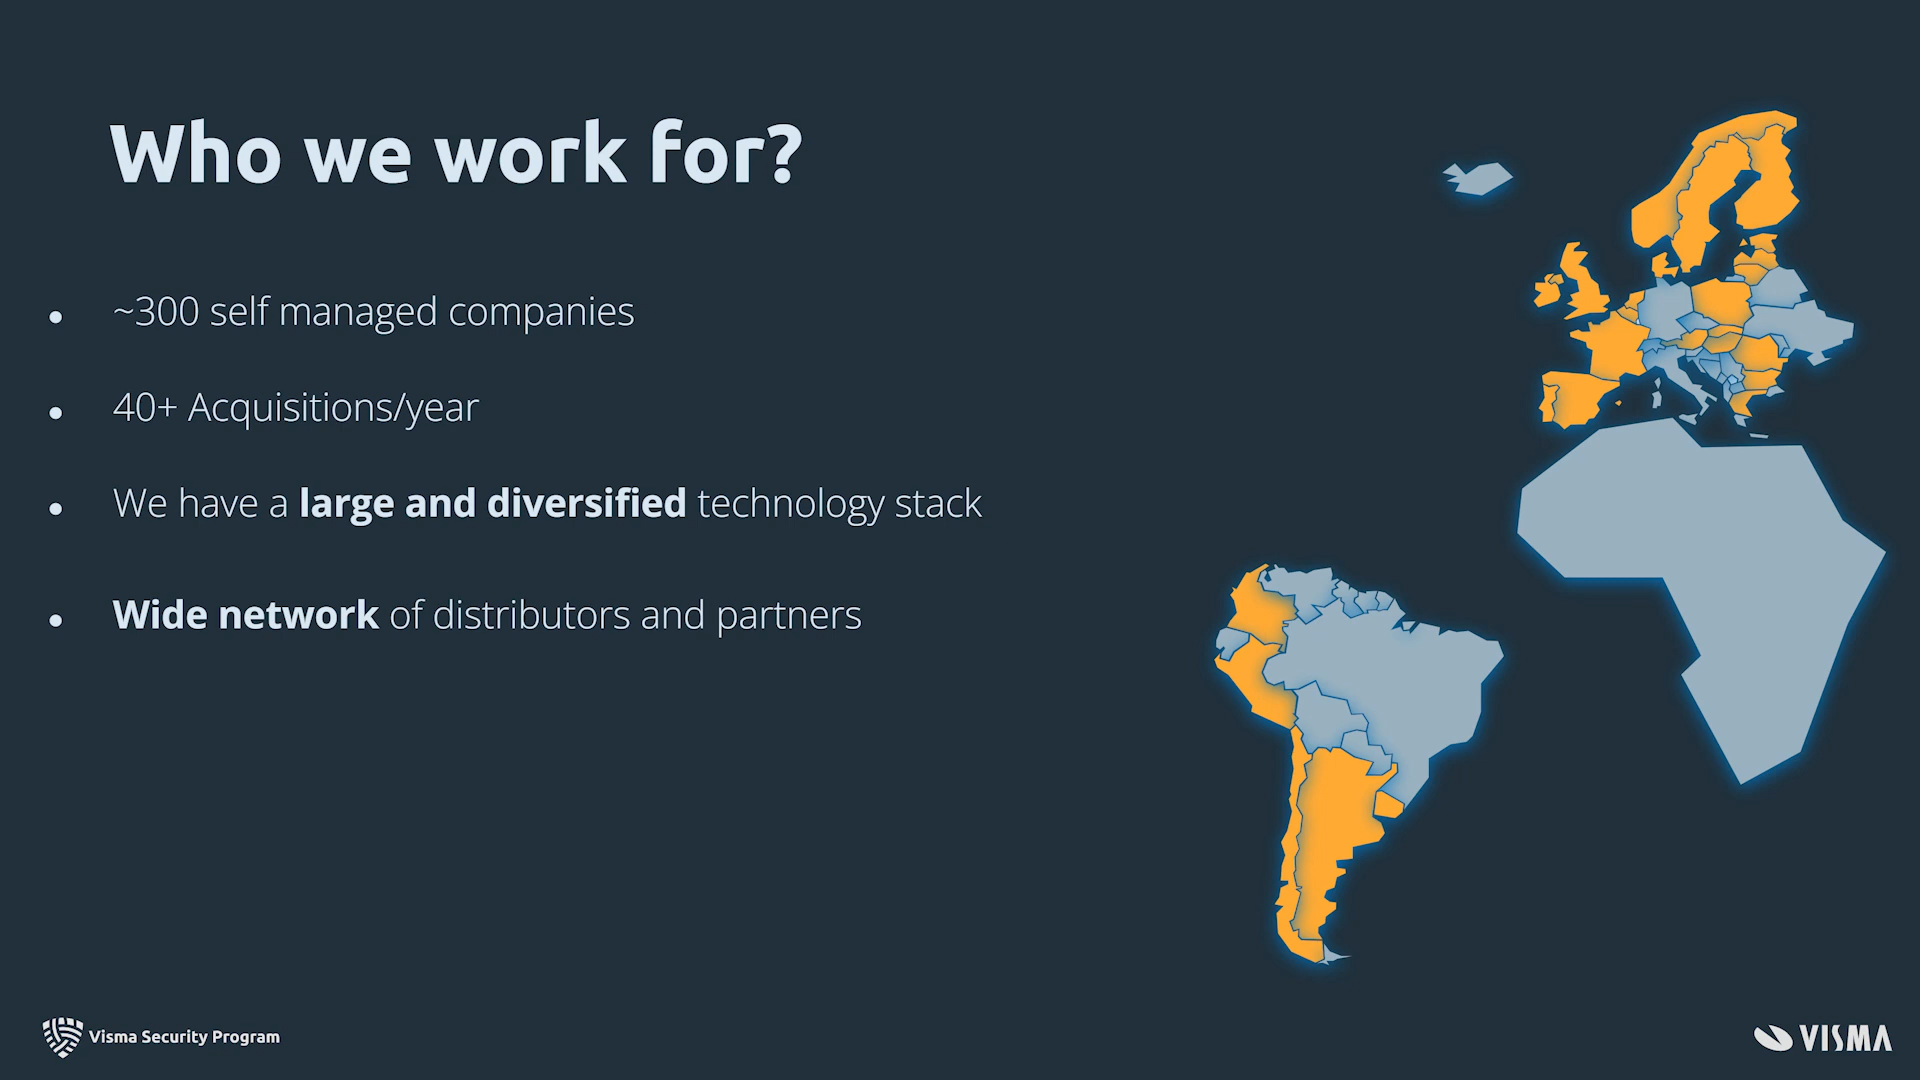 Who we work for?
~300 self managed companies
40+ Acquisitions/year
We have a large and diversified technology stack
Wide network of distributors and partners
Visma Security Program
VISMA